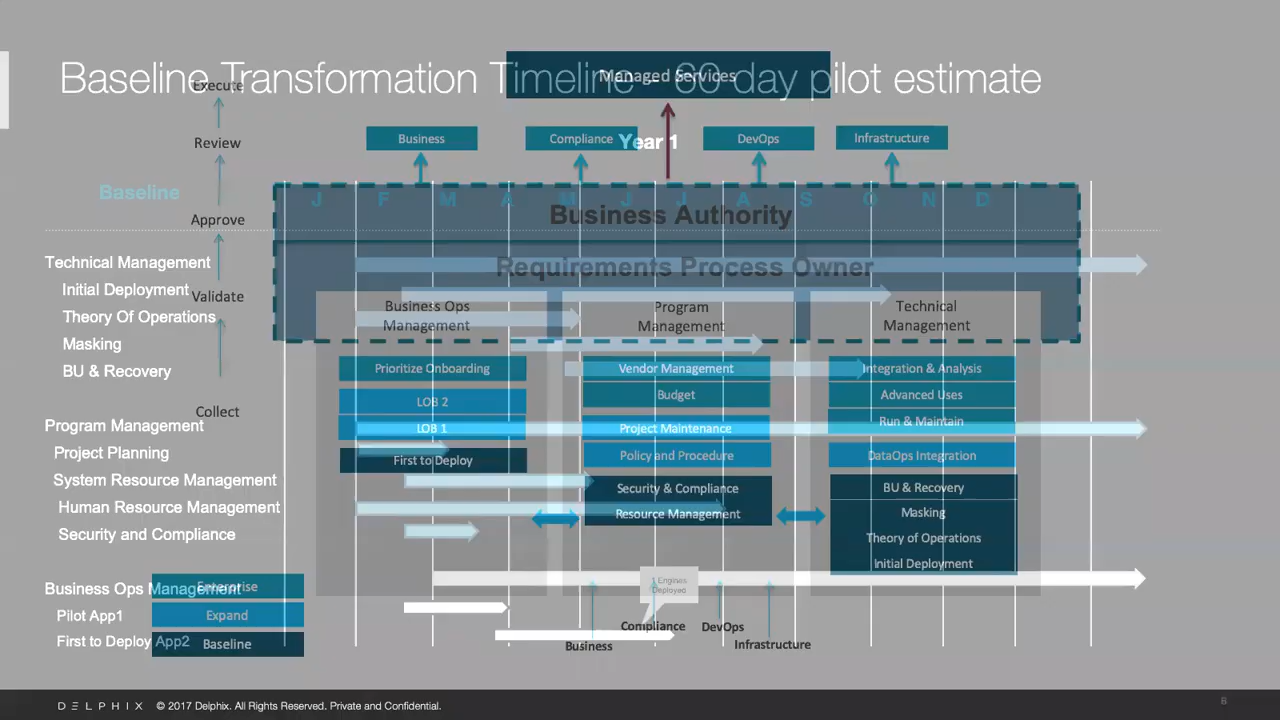 Baseline Transformation Timeline – 60-day pilot estimate
Managed Services
Execute
Review
Approve
Validate
Collect
Business
Compliance
DevOps
Infrastructure
Year 1
Baseline
J F M A M J J A S O N D
Business Authority
Requirements Process Owner
Technical Management
Initial Deployment
Theory Of Operations
Masking
BU & Recovery
Program Management
Project Planning
System Resource Management
Human Resource Management
Security and Compliance
Business Ops Management
Pilot App1
First to Deploy App2
Business Ops
Management
Prioritize Onboarding
LOB 2
LOB 1
First to Deploy
Program
Management
Vendor Management
Budget
Project Maintenance
Policy and Procedure
Security & Compliance
Resource Management
Technical
Management
Integration & Analysis
Advanced Uses
Run & Maintain
DataOps Integration
BU & Recovery
Masking
Theory of Operations
Initial Deployment
Enterprise
Expand
Baseline
Engines
Deployed
Business
Compliance
DevOps
Infrastructure
DELPHIX © 2017 Delphix. All Rights Reserved. Private and Confidential.